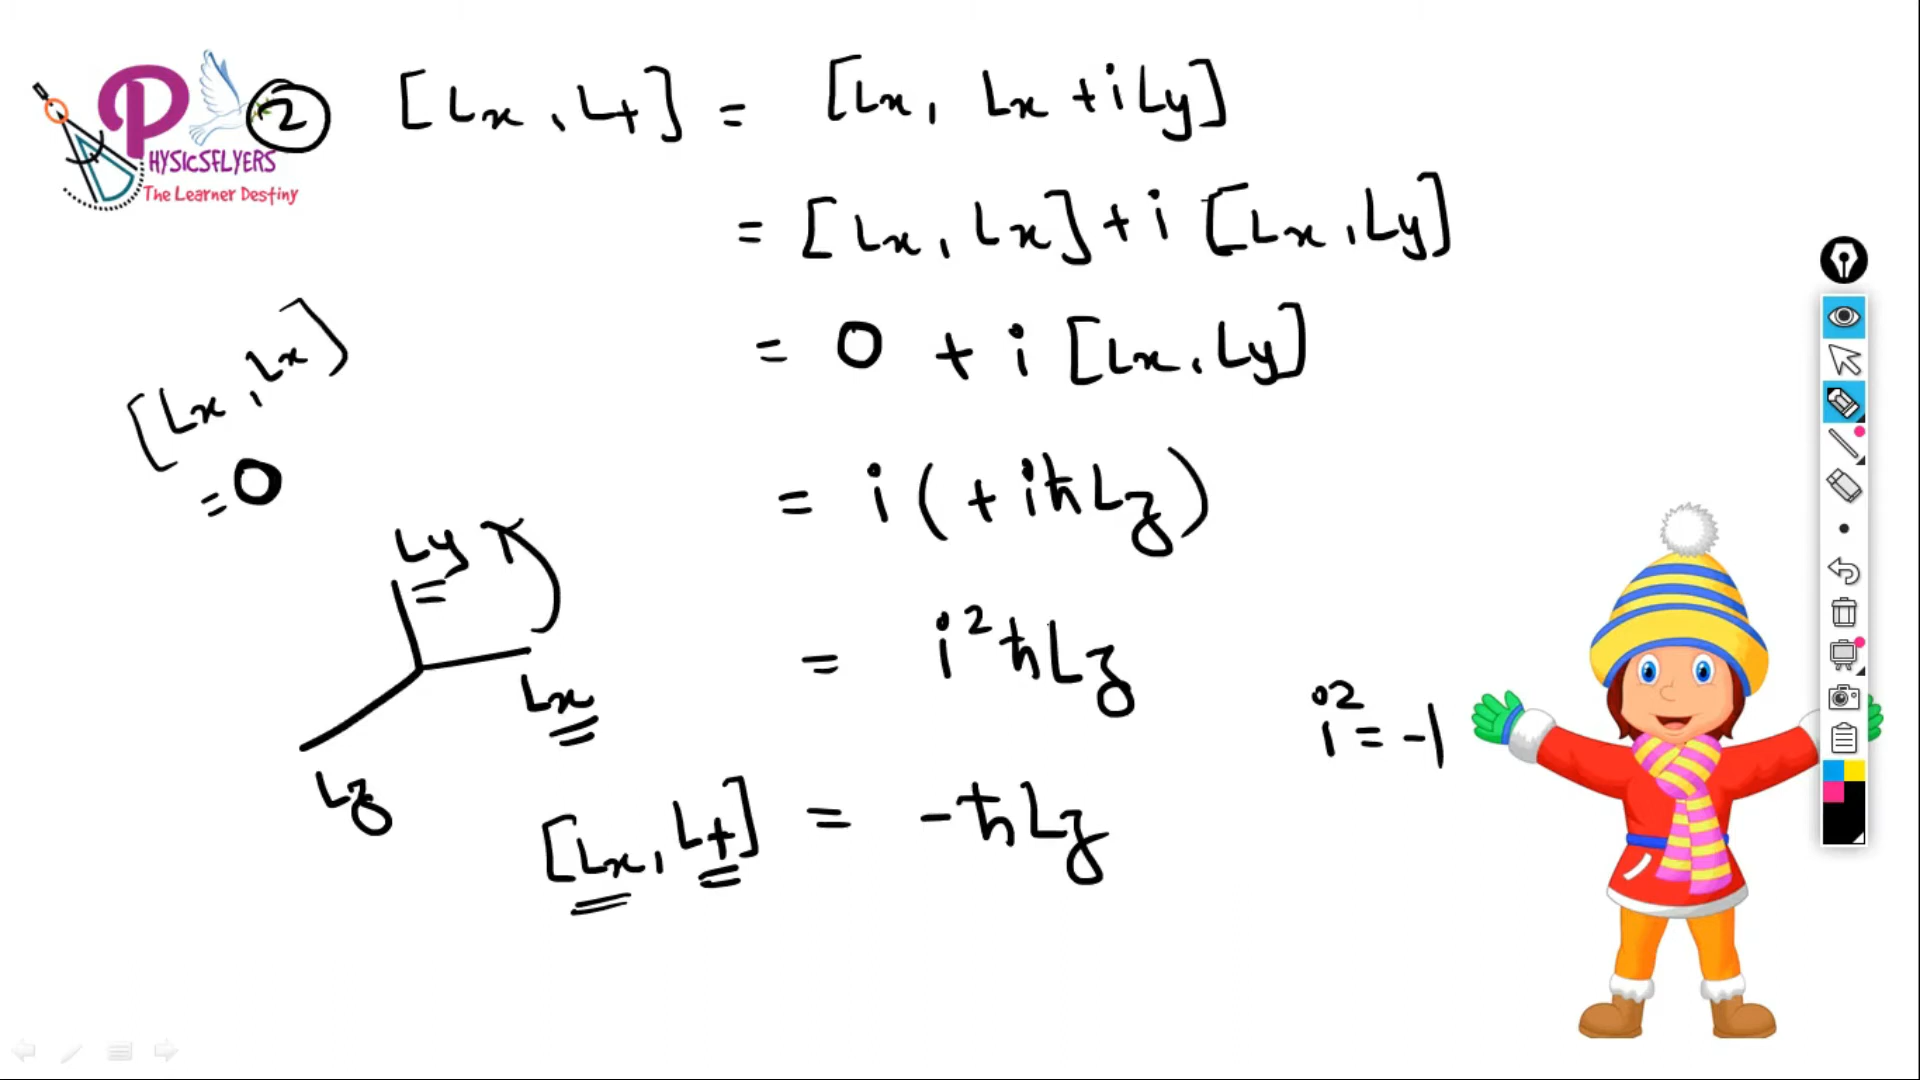 PHYSICSFLYERS
The Learner Destiny
② [Lx, L+] = [Lx, Lx + iLy]
= [Lx, Lx] + i [Lx, Ly]
= 0 + i [Lx, Ly]
[Lx, Lx]
= 0
= i (+iħLz)
Ly
Lx
Lz
= i²ħLz
i² = -1
[Lx, L+] = -ħLz